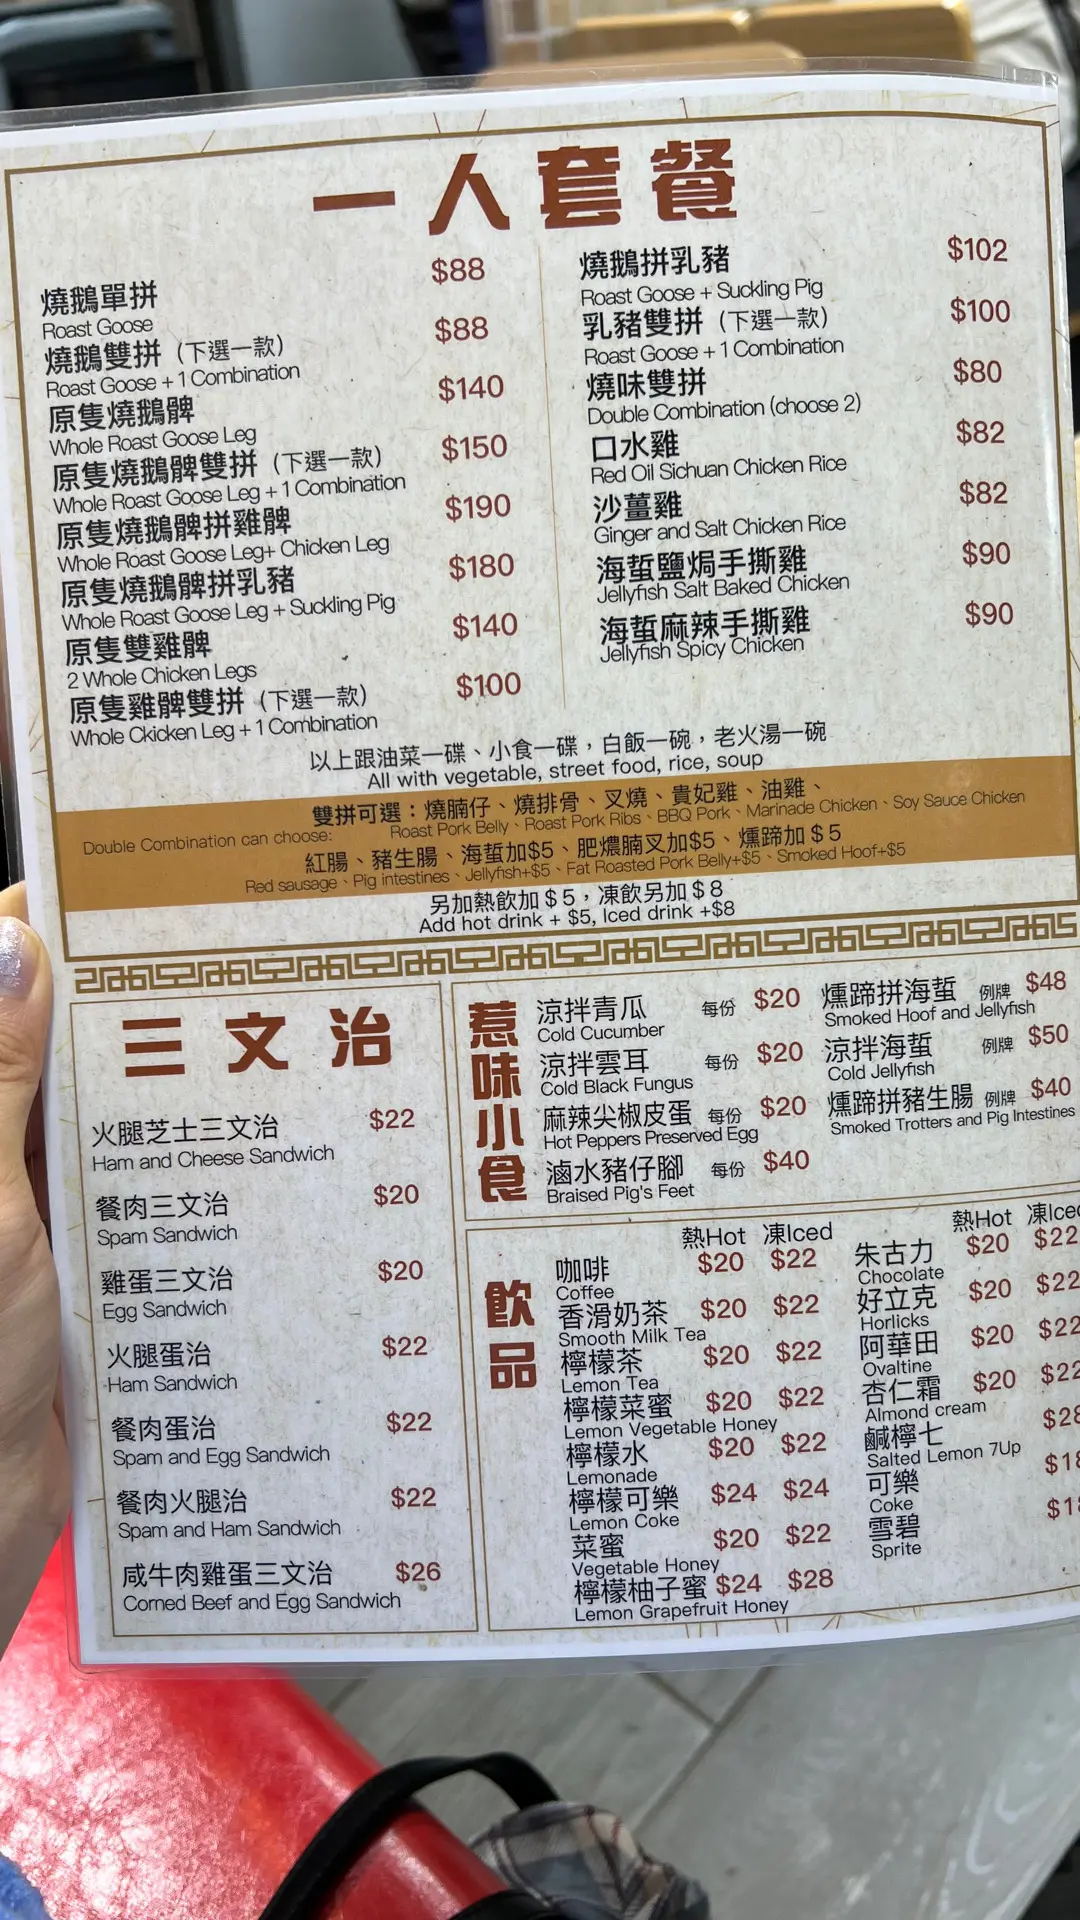 一人套餐
燒鵝單拼 $88
Roast Goose
燒鵝雙拼（下選一款） $88
Roast Goose + 1 Combination
原隻燒鵝髀 $140
Whole Roast Goose Leg
原隻燒鵝髀雙拼（下選一款） $150
Whole Roast Goose Leg + 1 Combination
原隻燒鵝髀拼雞髀 $190
Whole Roast Goose Leg+ Chicken Leg
原隻燒鵝髀拼乳豬 $180
Whole Roast Goose Leg + Suckling Pig
原隻雙雞髀 $140
2 Whole Chicken Legs
原隻雞髀雙拼（下選一款） $100
Whole Ckicken Leg + 1 Combination
燒鵝拼乳豬 $102
Roast Goose + Suckling Pig
乳豬雙拼（下選一款） $100
Roast Goose + 1 Combination
燒味雙拼 $80
Double Combination (choose 2)
口水雞 $82
Red Oil Sichuan Chicken Rice
沙薑雞 $82
Ginger and Salt Chicken Rice
海蜇鹽焗手撕雞 $90
Jellyfish Salt Baked Chicken
海蜇麻辣手撕雞 $90
Jellyfish Spicy Chicken
以上跟油菜一碟、小食一碟，白飯一碗，老火湯一碗
All with vegetable, street food, rice, soup
雙拼可選：燒腩仔、燒排骨、叉燒、貴妃雞、油雞、
Double Combination can choose: Roast Pork Belly、Roast Pork Ribs、BBQ Pork、Marinade Chicken、Soy Sauce Chicken
紅腸、豬生腸、海蜇加$5、肥燶腩叉加$5、燻蹄加$5
Red sausage、Pig intestines、Jellyfish+$5、Fat Roasted Pork Belly+$5、Smoked Hoof+$5
另加熱飲加$5，凍飲另加$8
Add hot drink + $5, Iced drink +$8
三文治
火腿芝士三文治 $22
Ham and Cheese Sandwich
餐肉三文治 $20
Spam Sandwich
雞蛋三文治 $20
Egg Sandwich
火腿蛋治 $22
Ham Sandwich
餐肉蛋治 $22
Spam and Egg Sandwich
餐肉火腿治 $22
Spam and Ham Sandwich
咸牛肉雞蛋三文治 $26
Corned Beef and Egg Sandwich
惹味小食
涼拌青瓜 每份 $20
Cold Cucumber
涼拌雲耳 每份 $20
Cold Black Fungus
麻辣尖椒皮蛋 每份 $20
Hot Peppers Preserved Egg
滷水豬仔腳 每份 $40
Braised Pig's Feet
燻蹄拼海蜇 例牌 $48
Smoked Hoof and Jellyfish
涼拌海蜇 例牌 $50
Cold Jellyfish
燻蹄拼豬生腸 例牌 $40
Smoked Trotters and Pig Intestines
飲品
熱Hot 凍Iced
咖啡 $20 $22
Coffee
香滑奶茶 $20 $22
Smooth Milk Tea
檸檬茶 $20 $22
Lemon Tea
檸檬菜蜜 $20 $22
Lemon Vegetable Honey
檸檬水 $20 $22
Lemonade
檸檬可樂 $24 $24
Lemon Coke
菜蜜 $20 $22
Vegetable Honey
檸檬柚子蜜 $24 $28
Lemon Grapefruit Honey
熱Hot 凍Iced
朱古力 $20 $22
Chocolate
好立克 $20 $22
Horlicks
阿華田 $20 $22
Ovaltine
杏仁霜 $20 $22
Almond cream
鹹檸七 $28
Salted Lemon 7Up
可樂 $18
Coke
雪碧
Sprite